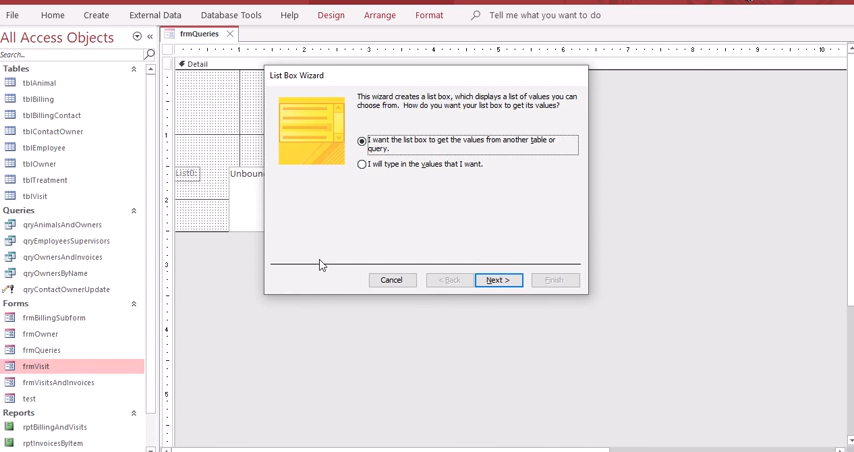 File Home Create External Data Database Tools Help Design Arrange Format Tell me what you want to do
All Access Objects
Search...
Tables
tblAnimal
tblBilling
tblBillingContact
tblContactOwner
tblEmployee
tblOwner
tblTreatment
tblVisit
Queries
qryAnimalsAndOwners
qryEmployeesSupervisors
qryOwnersAndInvoices
qryOwnersByName
qryContactOwnerUpdate
Forms
frmBillingSubform
frmOwner
frmQueries
frmVisit
frmVisitsAndInvoices
test
Reports
rptBillingAndVisits
rptInvoicesByItem
frmQueries
Detail
List0:
Unbound
List Box Wizard
This wizard creates a list box, which displays a list of values you can
choose from. How do you want your list box to get its values?
I want the list box to get the values from another table or
query.
I will type in the values that I want.
Cancel < Back Next > Finish